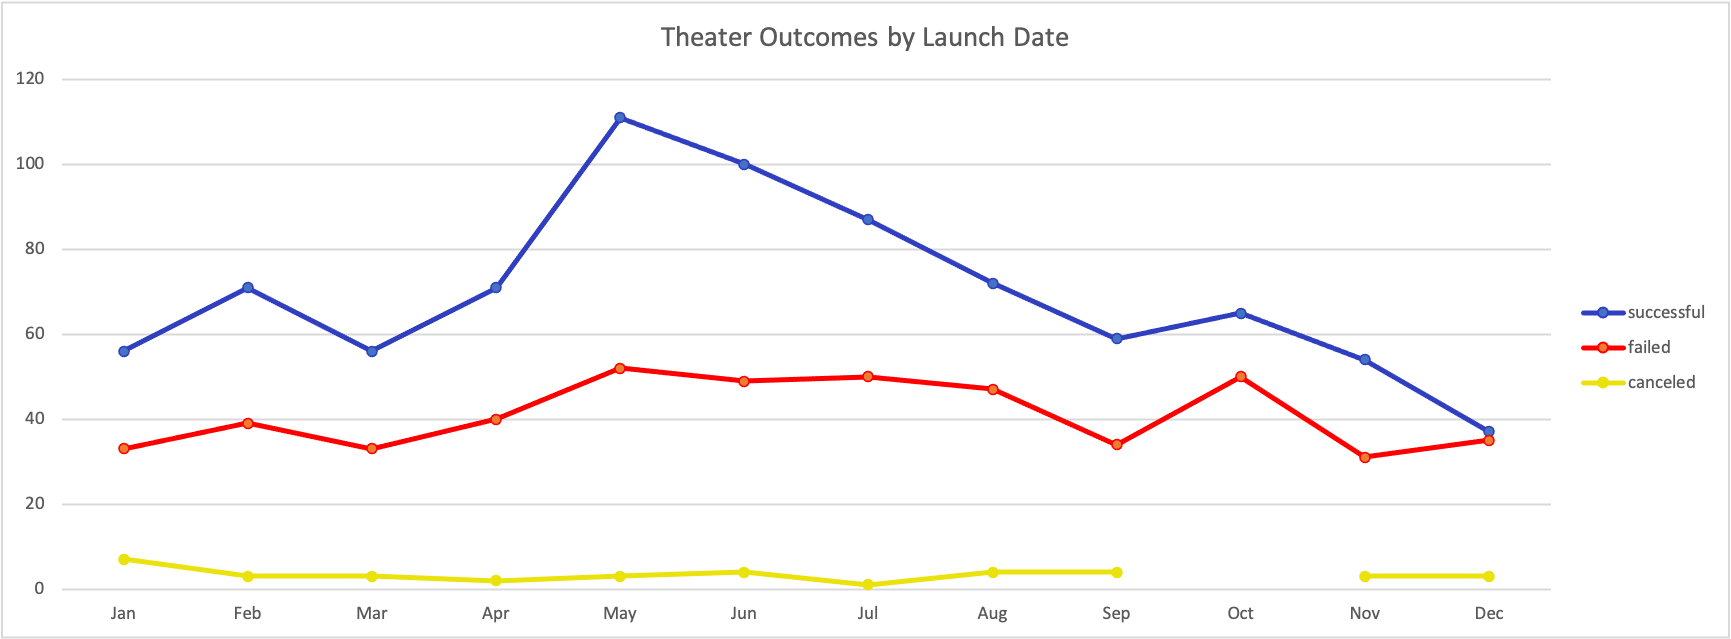 Theater Outcomes by Launch Date
120
100
80
60
40
20
0
Jan Feb Mar Apr May Jun Jul Aug Sep Oct Nov Dec
successful
failed
canceled